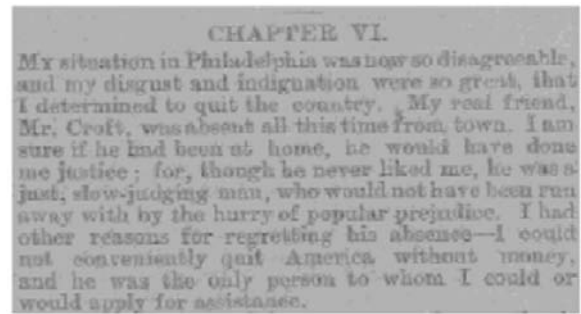 CHAPTER VI.
MY situation in Philadelphia was now so disagreeable,
and my disgust and indignation were so great, that
I determined to quit the country. My real friend,
Mr. Croft, was absent all this time from town. I am
sure if he had been at home, he would have done
me justice; for, though he never liked me, he was a
just, slow-judging man, who would not have been run
away with by the hurry of popular prejudice. I had
other reasons for regretting his absence—I could
not conveniently quit America without money,
and he was the only person to whom I could or
would apply for assistance.